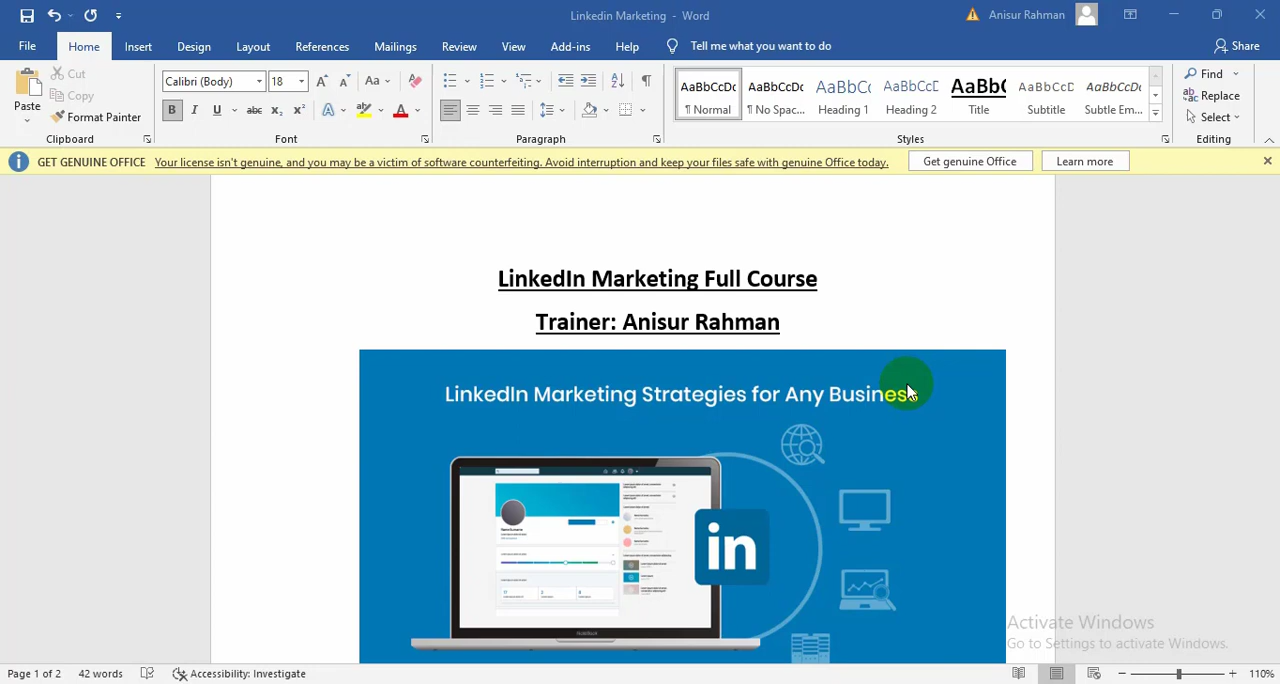 Linkedin Marketing - Word
Anisur Rahman
File Home Insert Design Layout References Mailings Review View Add-ins Help Tell me what you want to do Share
Paste
Cut
Copy
Format Painter
Clipboard
Calibri (Body) 18
Font
Paragraph
AaBbCcDc AaBbCcDc AaBbCc AaBbCcD AaBbC AaBbCcD AaBbCcDc
¶ Normal ¶ No Spac... Heading 1 Heading 2 Title Subtitle Subtle Em...
Styles
Find
Replace
Select
Editing
GET GENUINE OFFICE Your license isn't genuine, and you may be a victim of software counterfeiting. Avoid interruption and keep your files safe with genuine Office today. Get genuine Office Learn more
LinkedIn Marketing Full Course
Trainer: Anisur Rahman
LinkedIn Marketing Strategies for Any Business
in
Activate Windows
Go to Settings to activate Windows.
Page 1 of 2 42 words Accessibility: Investigate 110%